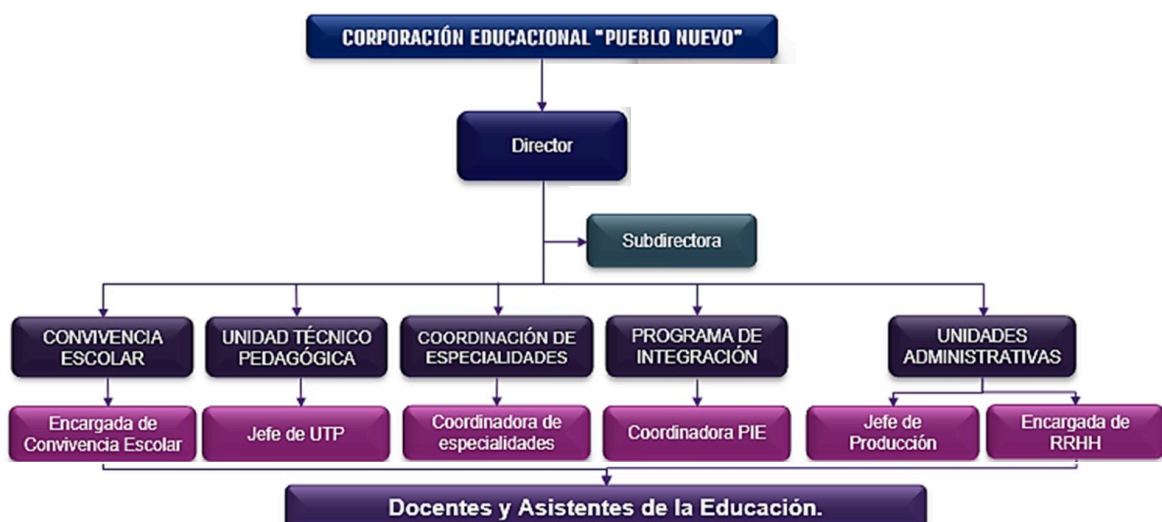 CORPORACIÓN EDUCACIONAL "PUEBLO NUEVO"
Director
Subdirectora
CONVIVENCIA
ESCOLAR
UNIDAD TÉCNICO
PEDAGÓGICA
COORDINACIÓN DE
ESPECIALIDADES
PROGRAMA DE
INTEGRACIÓN
UNIDADES
ADMINISTRATIVAS
Encargada de
Convivencia Escolar
Jefe de UTP
Coordinadora de
especialidades
Coordinadora PIE
Jefe de
Producción
Encargada de
RRHH
Docentes y Asistentes de la Educación.